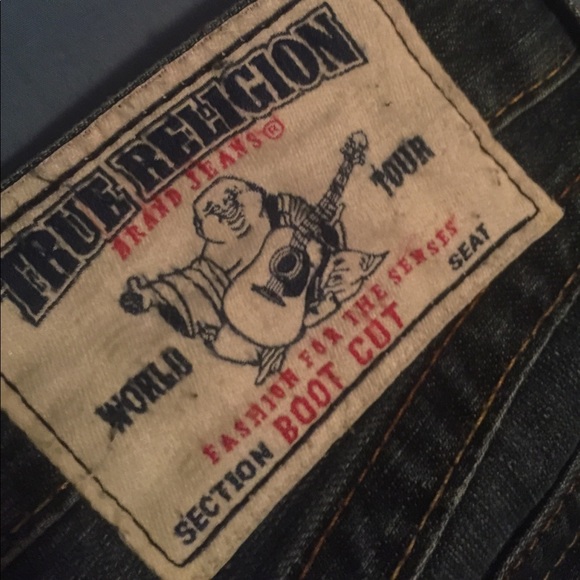 TRUE RELIGION
BRAND JEANS®
WORLD TOUR
FASHION FOR THE SENSES
SECTION BOOT CUT SEAT